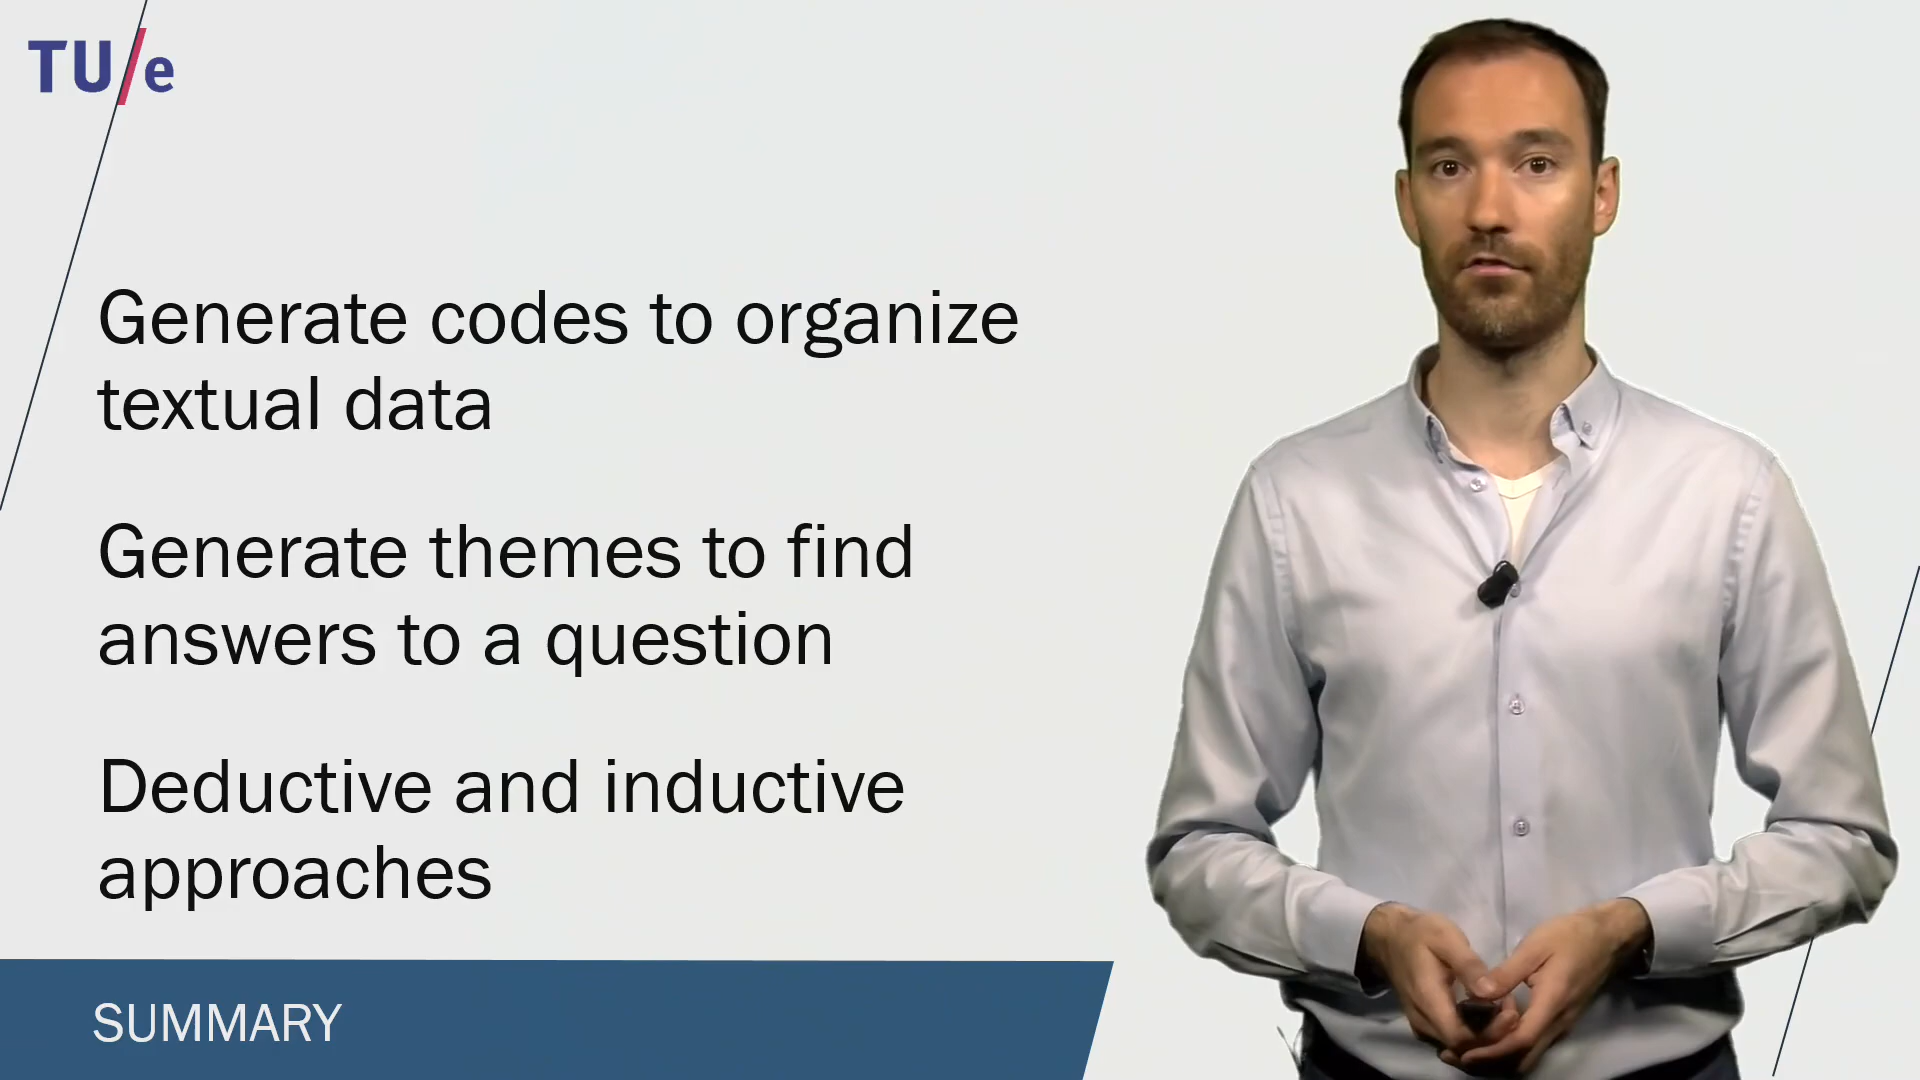 TU/e
Generate codes to organize
textual data
Generate themes to find
answers to a question
Deductive and inductive
approaches
SUMMARY